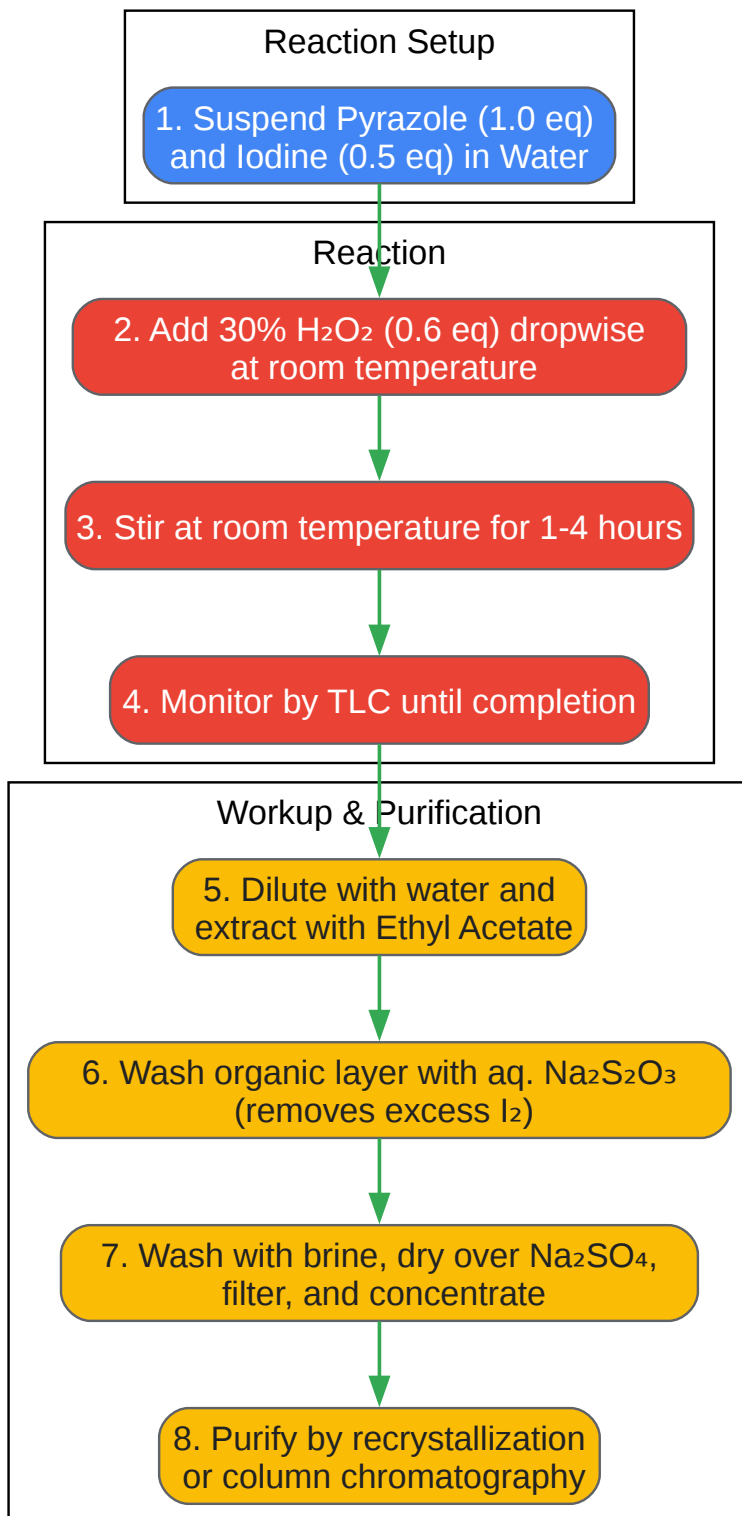 Reaction Setup
1. Suspend Pyrazole (1.0 eq)
and Iodine (0.5 eq) in Water
Reaction
2. Add 30% H₂O₂ (0.6 eq) dropwise
at room temperature
3. Stir at room temperature for 1-4 hours
4. Monitor by TLC until completion
Workup & Purification
5. Dilute with water and
extract with Ethyl Acetate
6. Wash organic layer with aq. Na₂S₂O₃
(removes excess I₂)
7. Wash with brine, dry over Na₂SO₄,
filter, and concentrate
8. Purify by recrystallization
or column chromatography